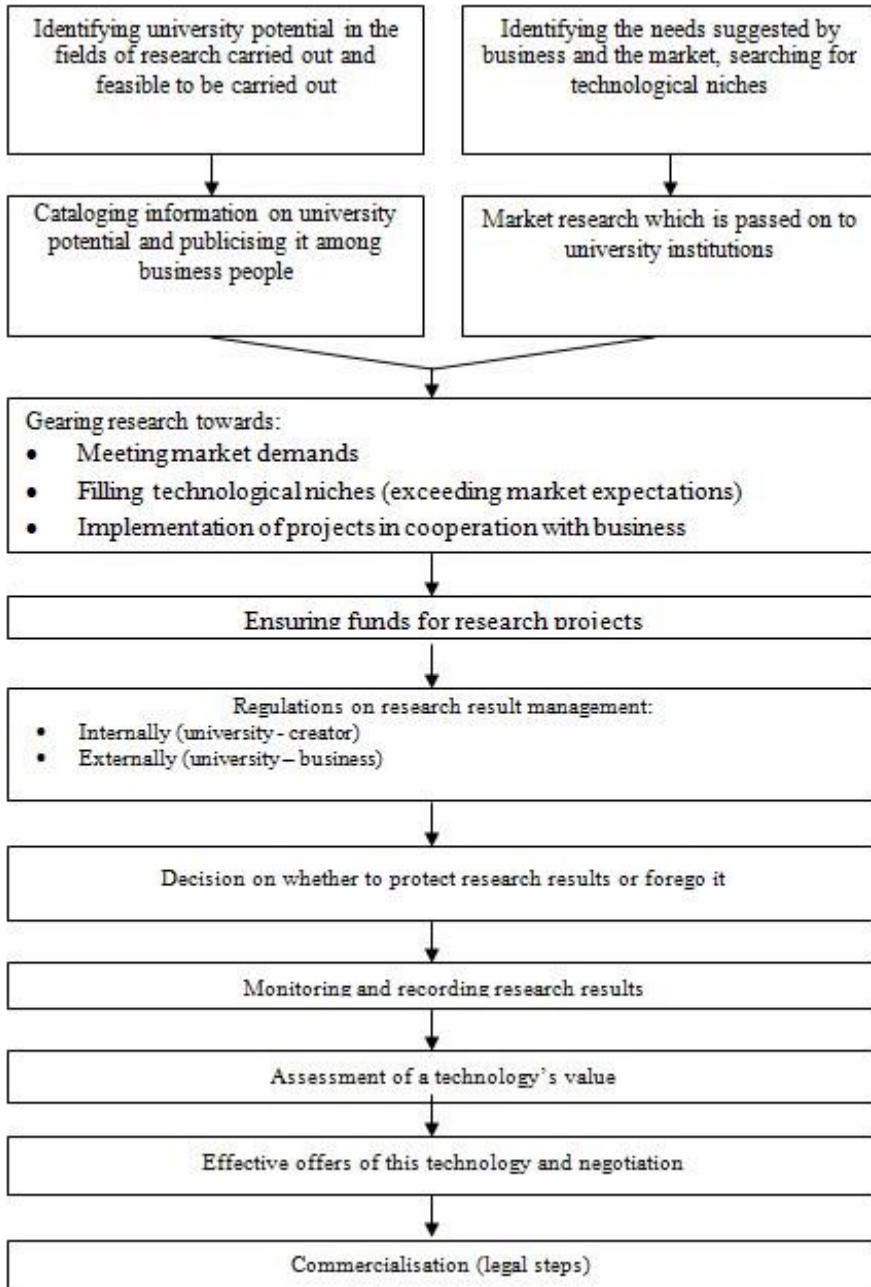 Identifying university potential in the
fields of research carried out and
feasible to be carried out
Identifying the needs suggested by
business and the market, searching for
technological niches
Cataloging information on university
potential and publicising it among
business people
Market research which is passed on to
university institutions
Gearing research towards:
• Meeting market demands
• Filling technological niches (exceeding market expectations)
• Implementation of projects in cooperation with business
Ensuring funds for research projects
Regulations on research result management:
• Internally (university - creator)
• Externally (university – business)
Decision on whether to protect research results or forego it
Monitoring and recording research results
Assessment of a technology’s value
Effective offers of this technology and negotiation
Commercialisation (legal steps)